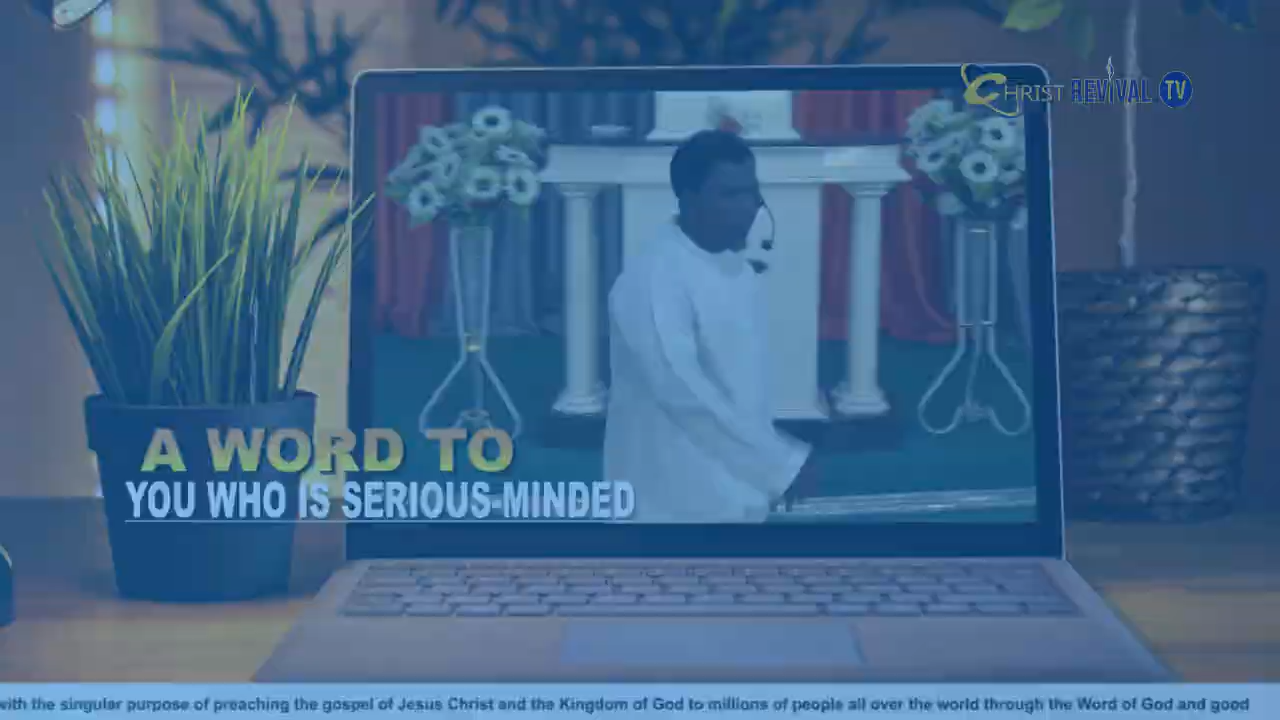 CHRIST REVIVAL TV
A WORD TO
YOU WHO IS SERIOUS-MINDED
with the singular purpose of preaching the gospel of Jesus Christ and the Kingdom of God to millions of people all over the world through the Word of God and good